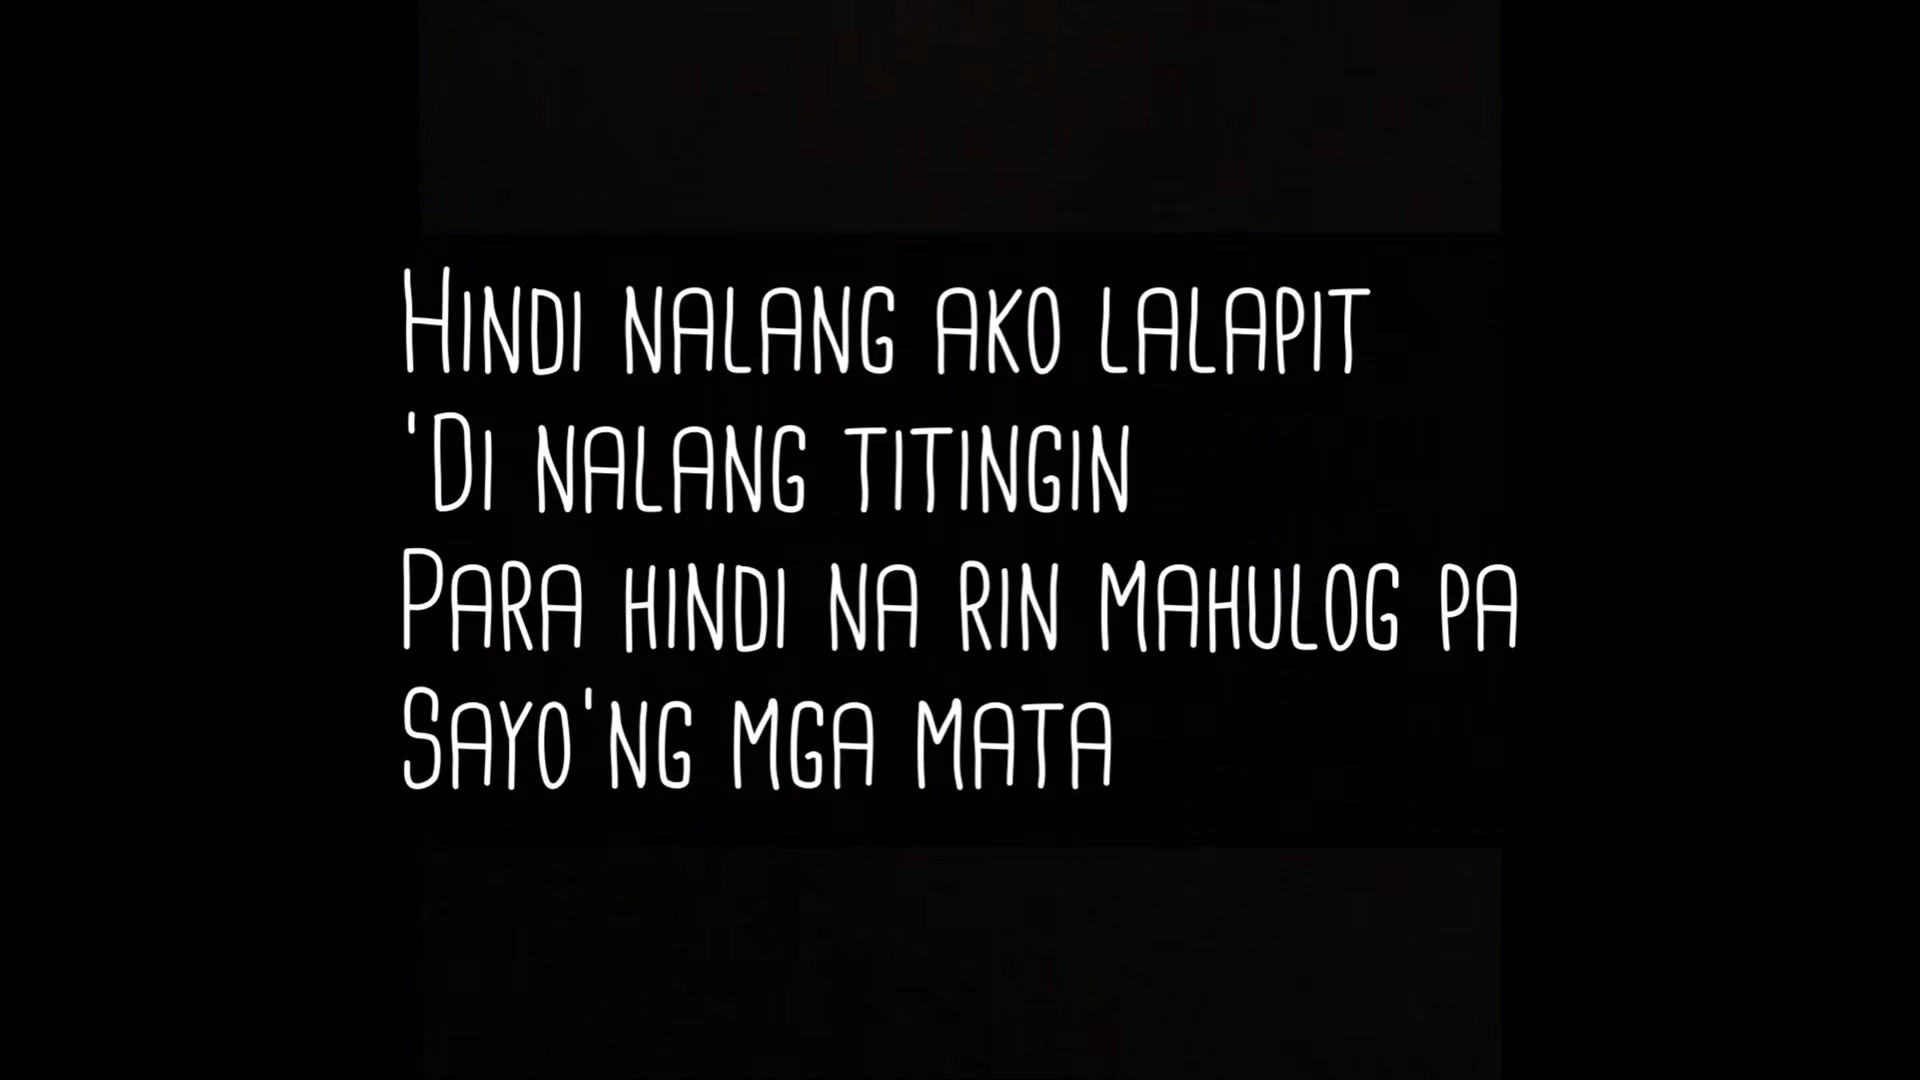 Hindi nalang ako lalapit
'Di nalang titingin
Para hindi na rin mahulog pa
Sayo'ng mga mata